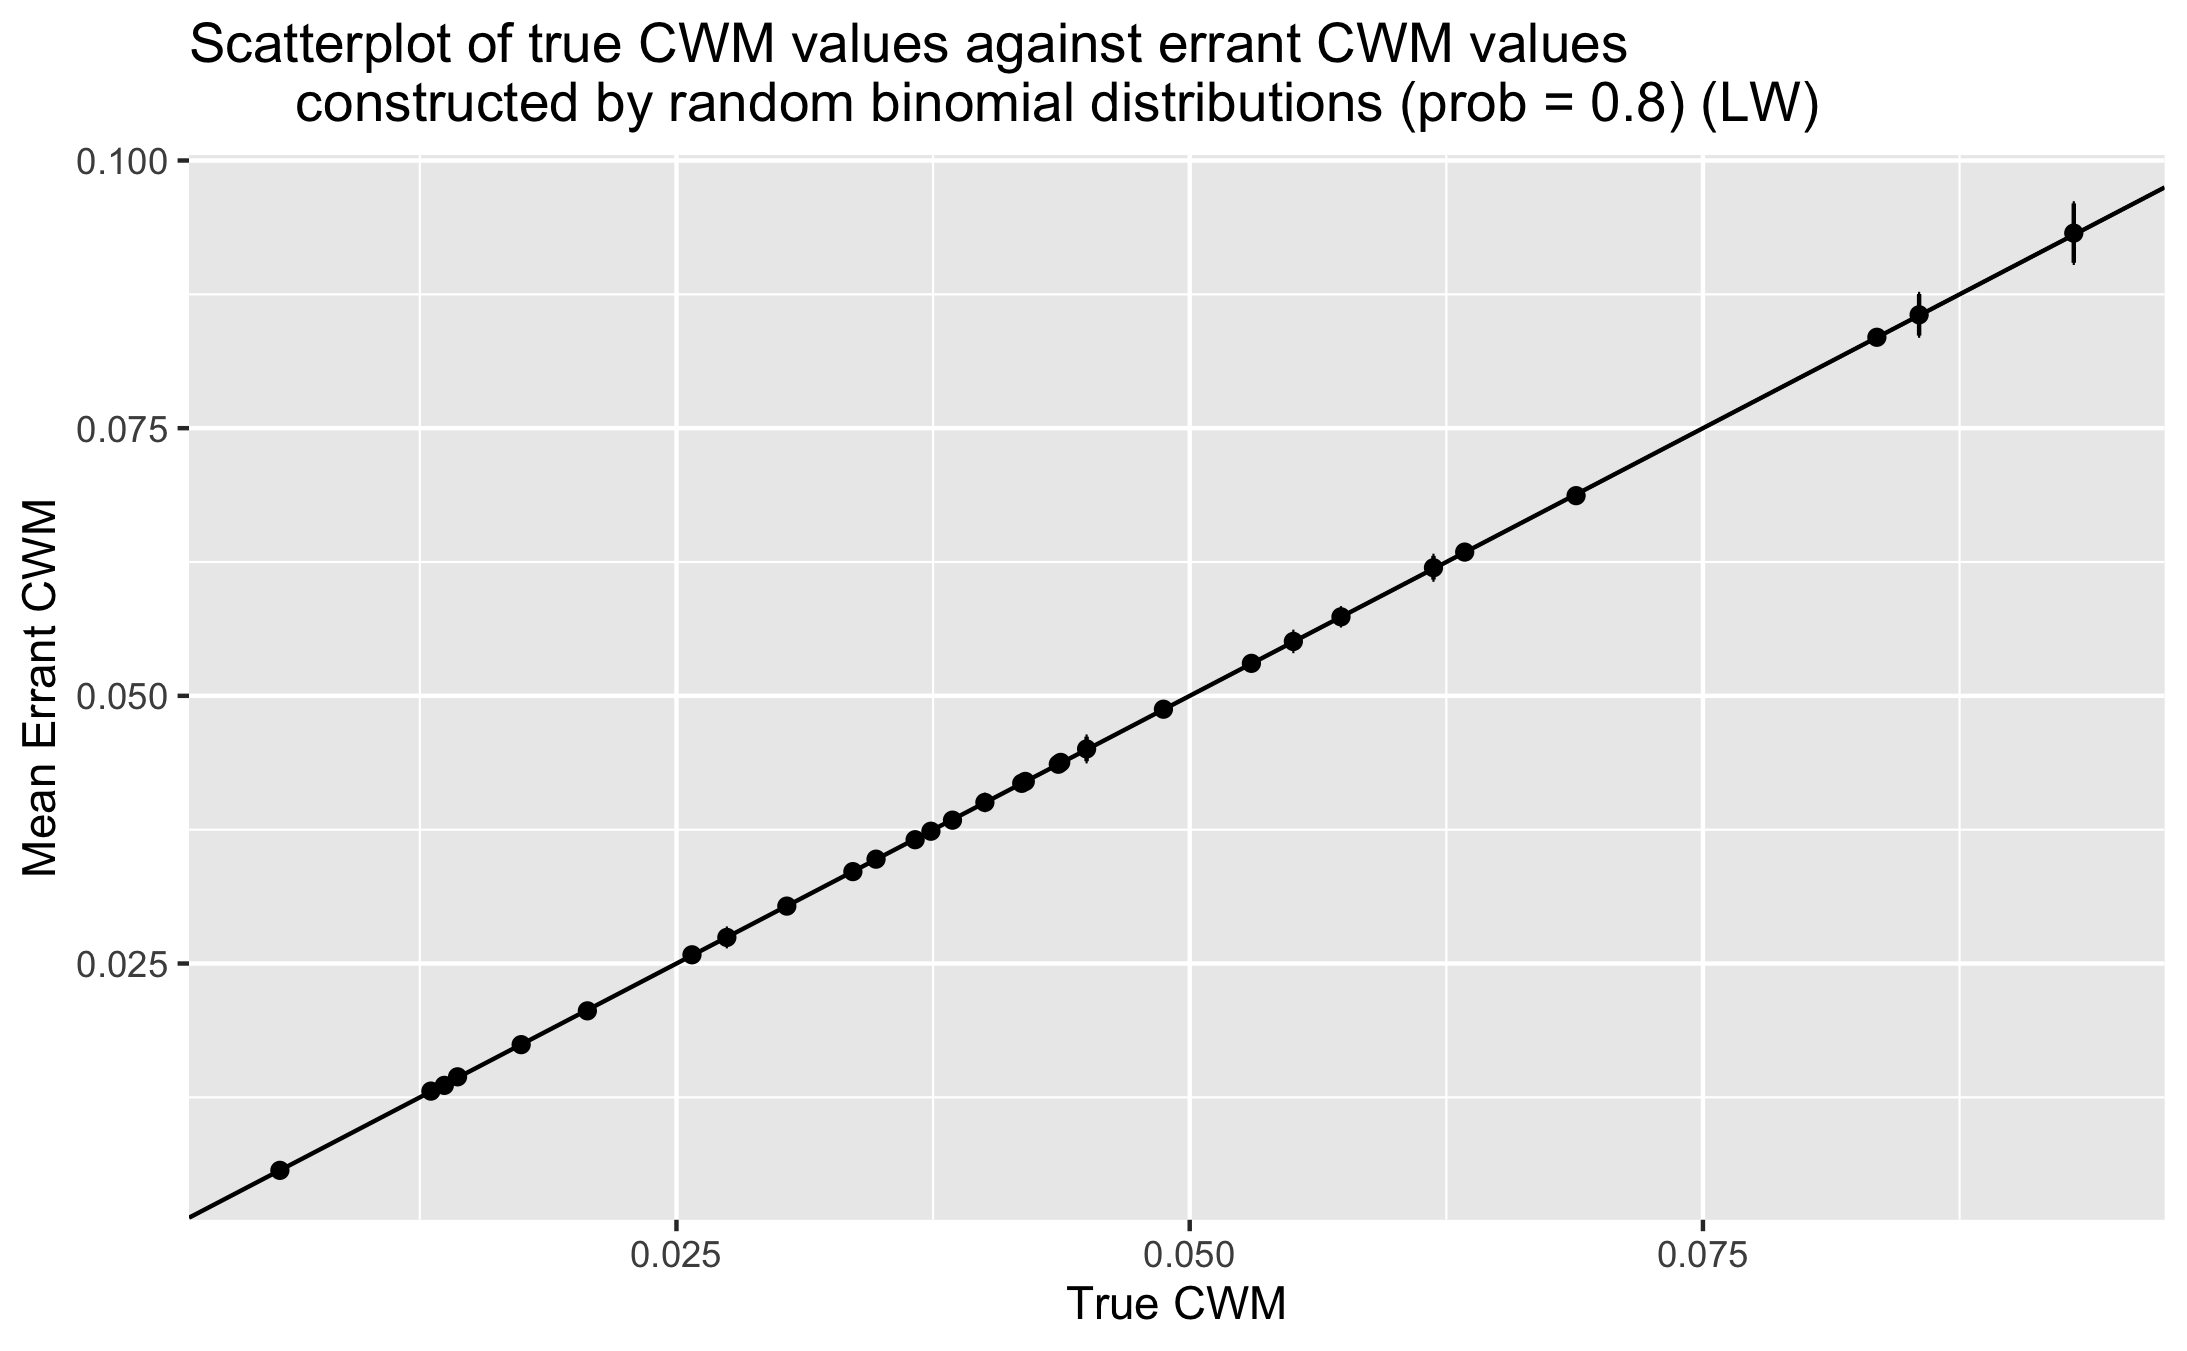 Scatterplot of true CWM values against errant CWM values
constructed by random binomial distributions (prob = 0.8) (LW)
0.100
0.075
0.050
0.025
Mean Errant CWM
0.025
0.050
0.075
True CWM